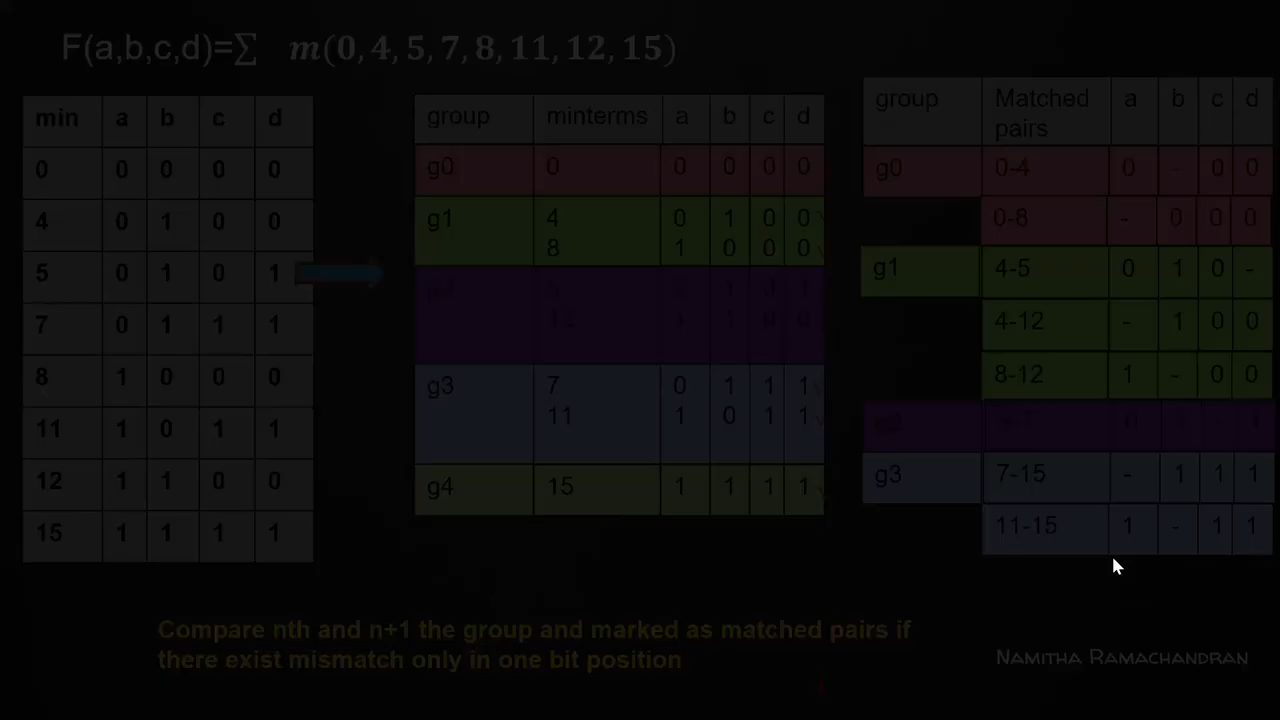 F(a,b,c,d)=∑ m(0,4,5,7,8,11,12,15)
min a b c d
0 0 0 0 0
4 0 1 0 0
5 0 1 0 1
7 0 1 1 1
8 1 0 0 0
11 1 0 1 1
12 1 1 0 0
15 1 1 1 1
group minterms a b c d
g0 0 0 0 0 0
g1 4 0 1 0 0
8 1 0 0 0
12 1 1 0 0
g3 7 0 1 1 1
11 1 0 1 1
g4 15 1 1 1 1
group Matched a b c d
pairs
g0 0-4 0 - 0 0
0-8 - 0 0 0
g1 4-5 0 1 0 -
4-12 - 1 0 0
8-12 1 - 0 0
g3 7-15 - 1 1 1
11-15 1 - 1 1
Compare nth and n+1 the group and marked as matched pairs if
there exist mismatch only in one bit position
Namitha Ramachandran